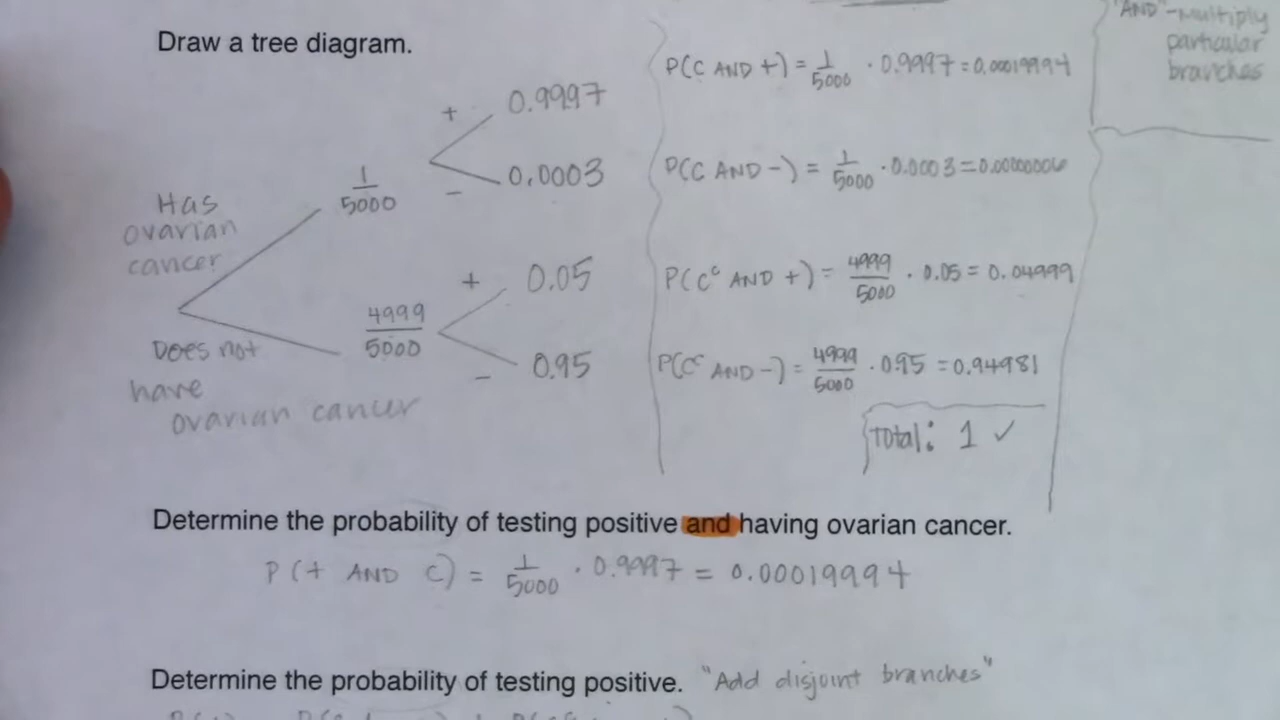 Draw a tree diagram.
"AND" - Multiply
particular
branches
Has
ovarian
cancer
Does not
have
ovarian cancer
1/5000
4999/5000
+ 0.9997
- 0.0003
+ 0.05
- 0.95
P(C AND +) = 1/5000 · 0.9997 = 0.00019994
P(C AND -) = 1/5000 · 0.0003 = 0.00000006
P(Cᶜ AND +) = 4999/5000 · 0.05 = 0.04999
P(Cᶜ AND -) = 4999/5000 · 0.95 = 0.94981
Total: 1 ✓
Determine the probability of testing positive and having ovarian cancer.
P(+ AND C) = 1/5000 · 0.9997 = 0.00019994
Determine the probability of testing positive. "Add disjoint branches"